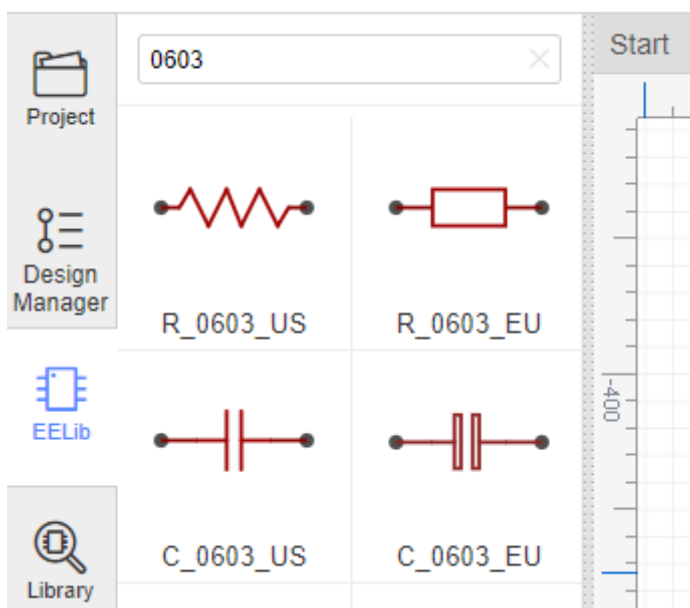 Project
Design
Manager
EELib
Library
0603
R_0603_US
R_0603_EU
C_0603_US
C_0603_EU
Start
-400